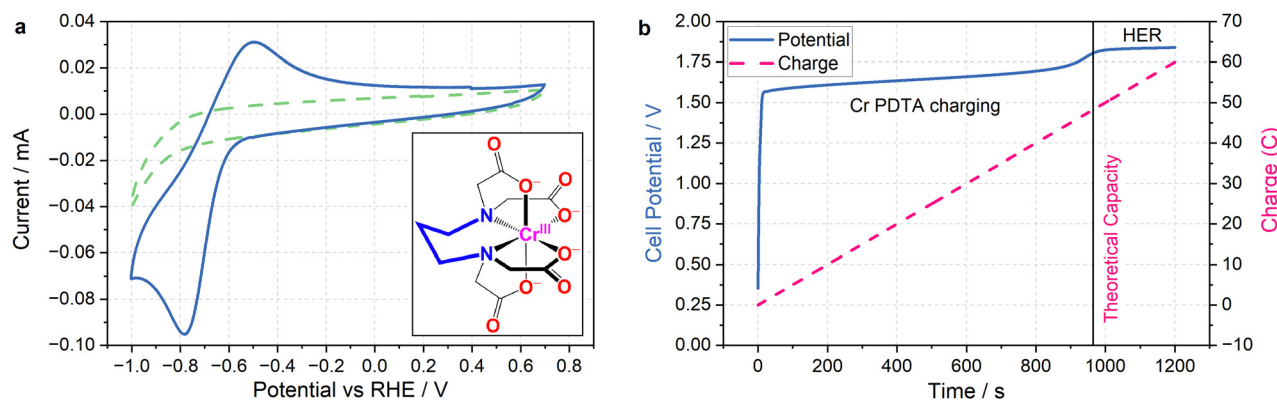 a
0.04
0.02
0.00
−0.02
−0.04
−0.06
−0.08
−0.10
Current / mA
−1.0 −0.8 −0.6 −0.4 −0.2 0.0 0.2 0.4 0.6 0.8
Potential vs RHE / V
O
O⁻
O
O⁻
N
Crᴵᴵᴵ
N
O⁻
O⁻
O
O
b
2.00
1.75
1.50
1.25
1.00
0.75
0.50
0.25
0.00
Cell Potential / V
Potential
Charge
HER
Cr PDTA charging
Theoretical Capacity
70
60
50
40
30
20
10
0
−10
Charge (C)
0 200 400 600 800 1000 1200
Time / s